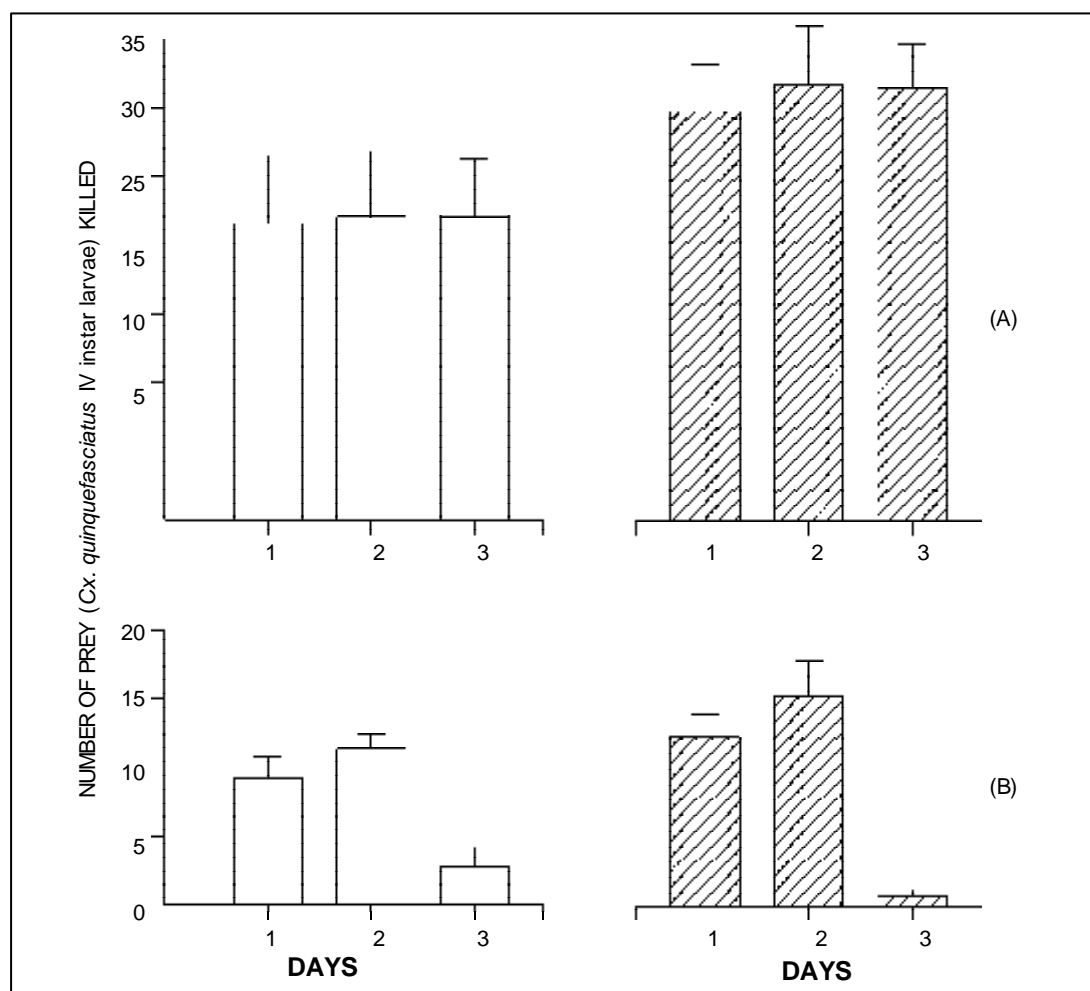 NUMBER OF PREY (Cx. quinquefasciatus IV instar larvae) KILLED
35
30
25
15
10
5
(A)
1 2 3
1 2 3
20
15
10
5
0
(B)
1 2 3
1 2 3
DAYS
DAYS